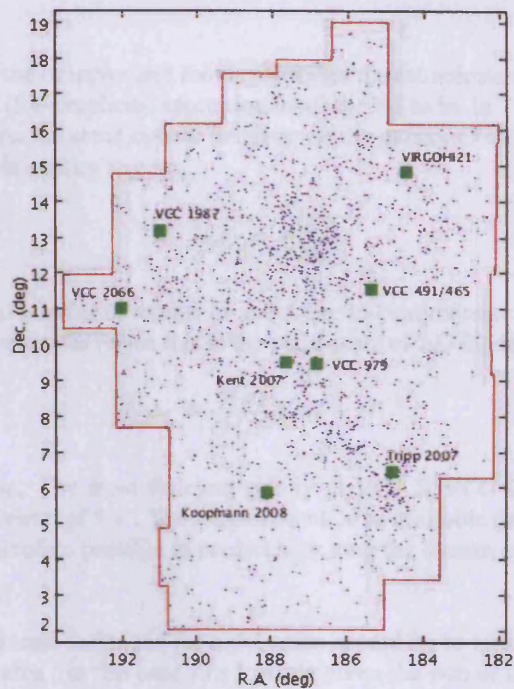 19
18
17
16
15
14
13
12
11
10
9
8
7
6
5
4
3
2
Dec. (deg)
VIRGOHI21
VCC 1987
VCC 2066
VCC 491/465
Kent 2007
VCC 979
Tripp 2007
Koopmann 2008
192
190
188
186
184
182
R.A. (deg)